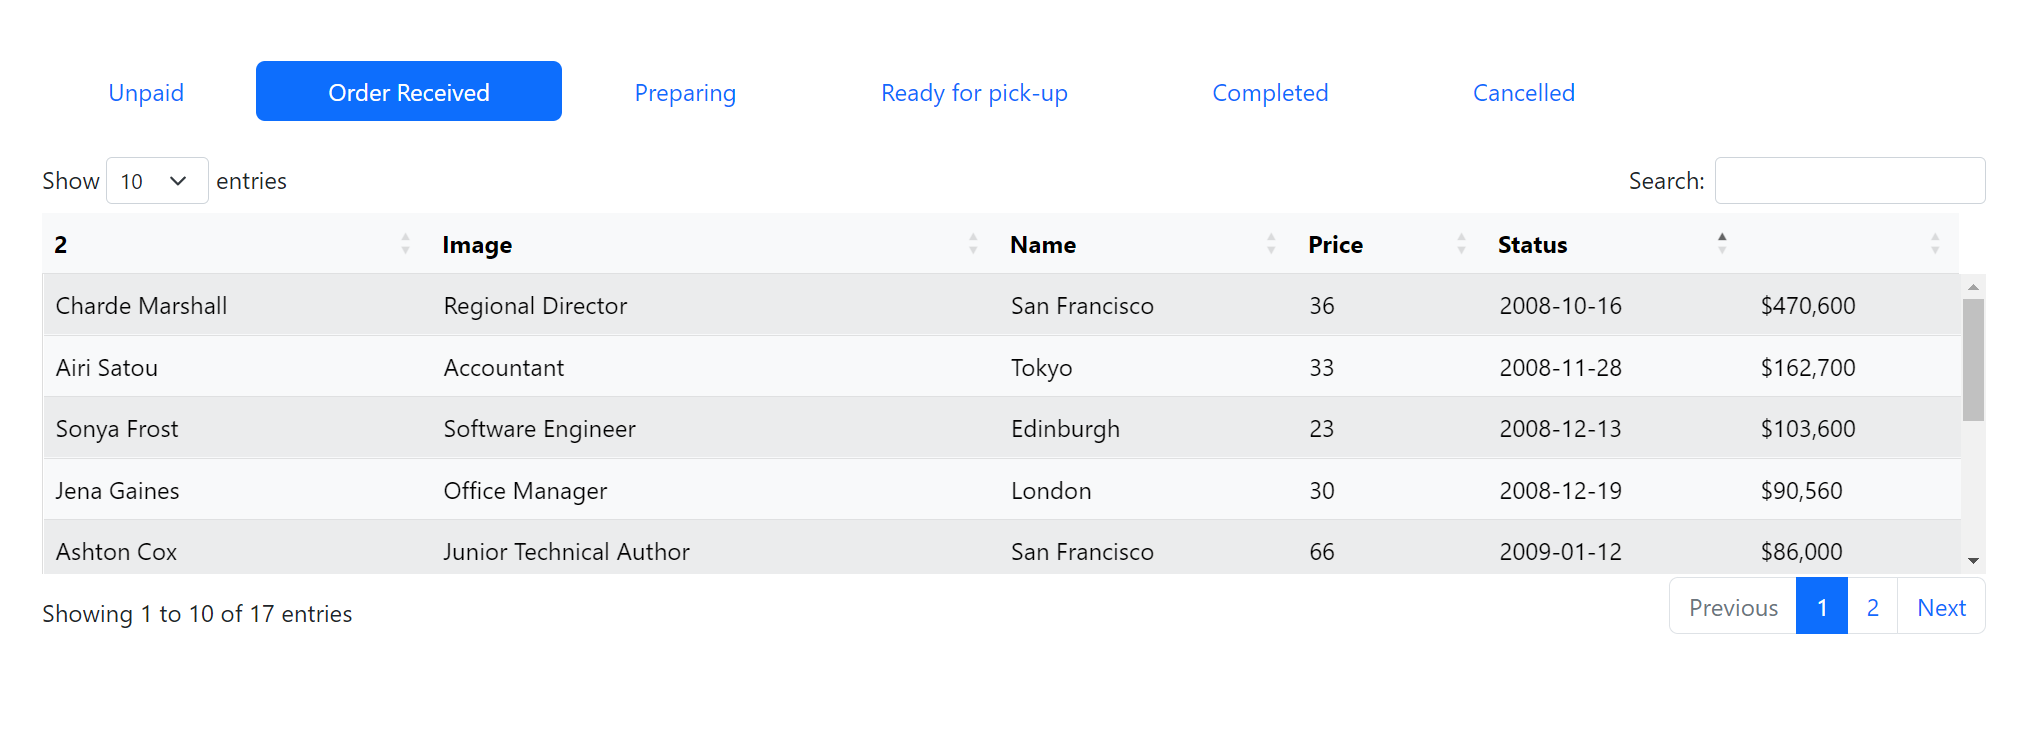 Unpaid Order Received Preparing Ready for pick-up Completed Cancelled
Show 10 entries Search:
2 Image Name Price Status
Charde Marshall Regional Director San Francisco 36 2008-10-16 $470,600
Airi Satou Accountant Tokyo 33 2008-11-28 $162,700
Sonya Frost Software Engineer Edinburgh 23 2008-12-13 $103,600
Jena Gaines Office Manager London 30 2008-12-19 $90,560
Ashton Cox Junior Technical Author San Francisco 66 2009-01-12 $86,000
Showing 1 to 10 of 17 entries Previous 1 2 Next